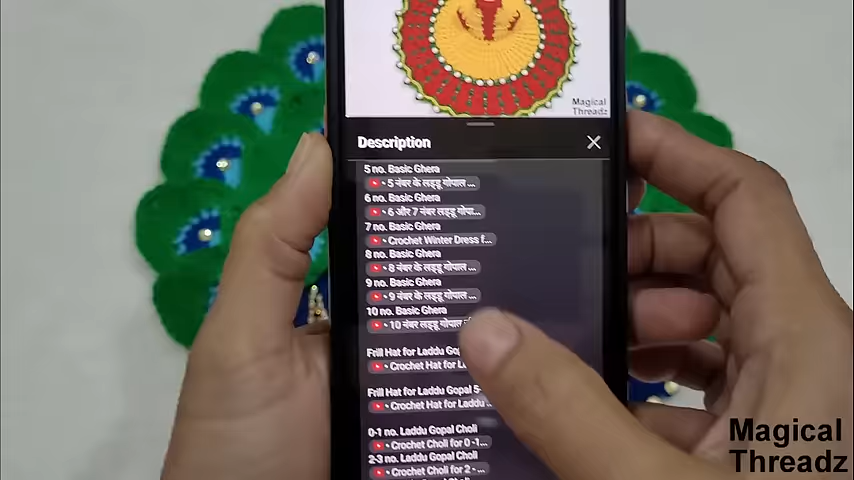 Magical
Threadz
Description
5 no. Basic Ghera
5 नंबर के लड्डू गोपाल ...
6 no. Basic Ghera
6 और 7 नंबर लड्डू गोपा...
7 no. Basic Ghera
Crochet Winter Dress f...
8 no. Basic Ghera
8 नंबर के लड्डू गोपाल ...
9 no. Basic Ghera
9 नंबर के लड्डू गोपाल ...
10 no. Basic Ghera
10 नंबर लड्डू गोपाल
Frill Hat for Laddu Gop
Crochet Hat for L
Frill Hat for Laddu Gopal 5-
Crochet Hat for Laddu
0-1 no. Laddu Gopal Choli
Crochet Choli for 0 -1...
2-3 no. Laddu Gopal Choli
Crochet Choli for 2 - ...
Magical
Threadz